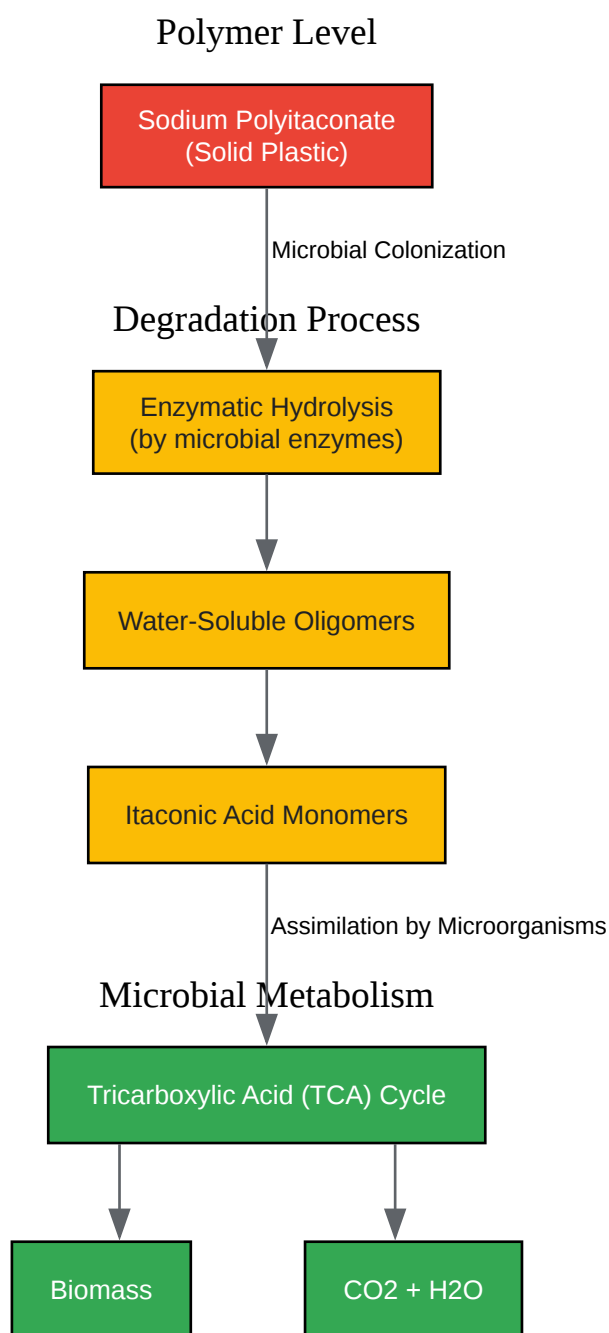 Polymer Level
Sodium Polyitaconate
(Solid Plastic)
Microbial Colonization
Degradation Process
Enzymatic Hydrolysis
(by microbial enzymes)
Water-Soluble Oligomers
Itaconic Acid Monomers
Assimilation by Microorganisms
Microbial Metabolism
Tricarboxylic Acid (TCA) Cycle
Biomass
CO2 + H2O